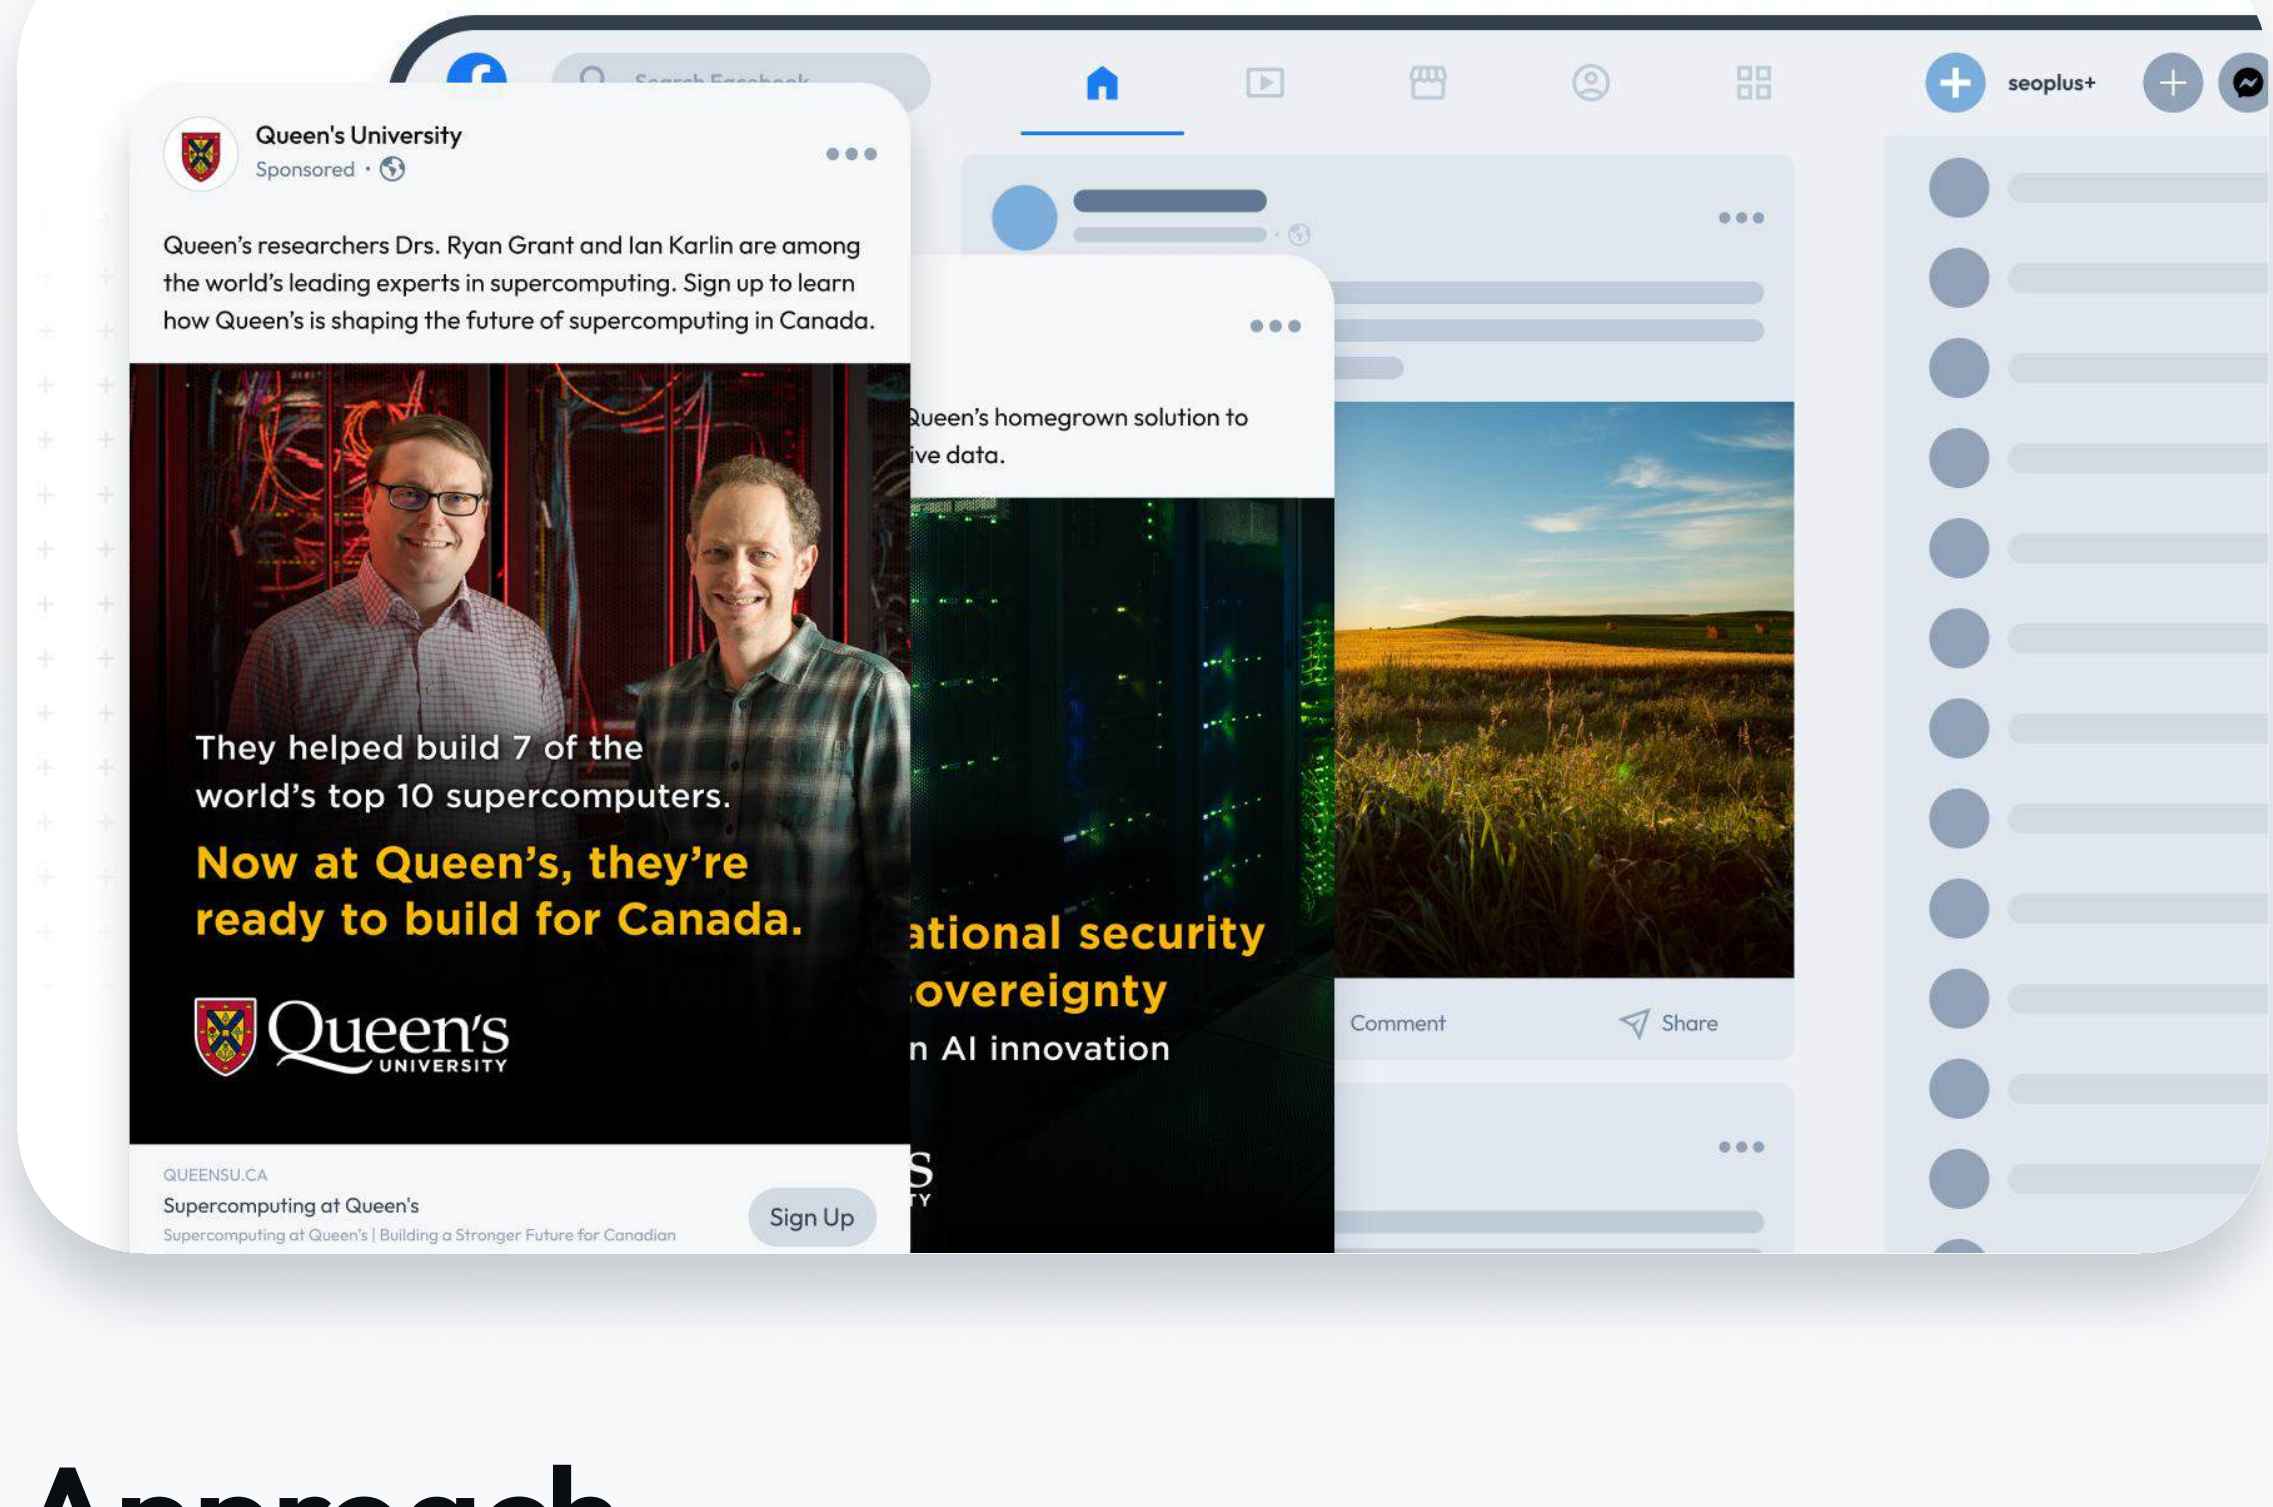 Search Facebook
seoplus+
Queen's University
Sponsored
Queen's researchers Drs. Ryan Grant and Ian Karlin are among
the world's leading experts in supercomputing. Sign up to learn
how Queen's is shaping the future of supercomputing in Canada.
They helped build 7 of the
world's top 10 supercomputers.
Now at Queen's, they're
ready to build for Canada.
Queen's
UNIVERSITY
QUEENSU.CA
Supercomputing at Queen's
Supercomputing at Queen's | Building a Stronger Future for Canadian
Sign Up
Queen's homegrown solution to
data.
security
AI innovation
Comment
Share
Approach